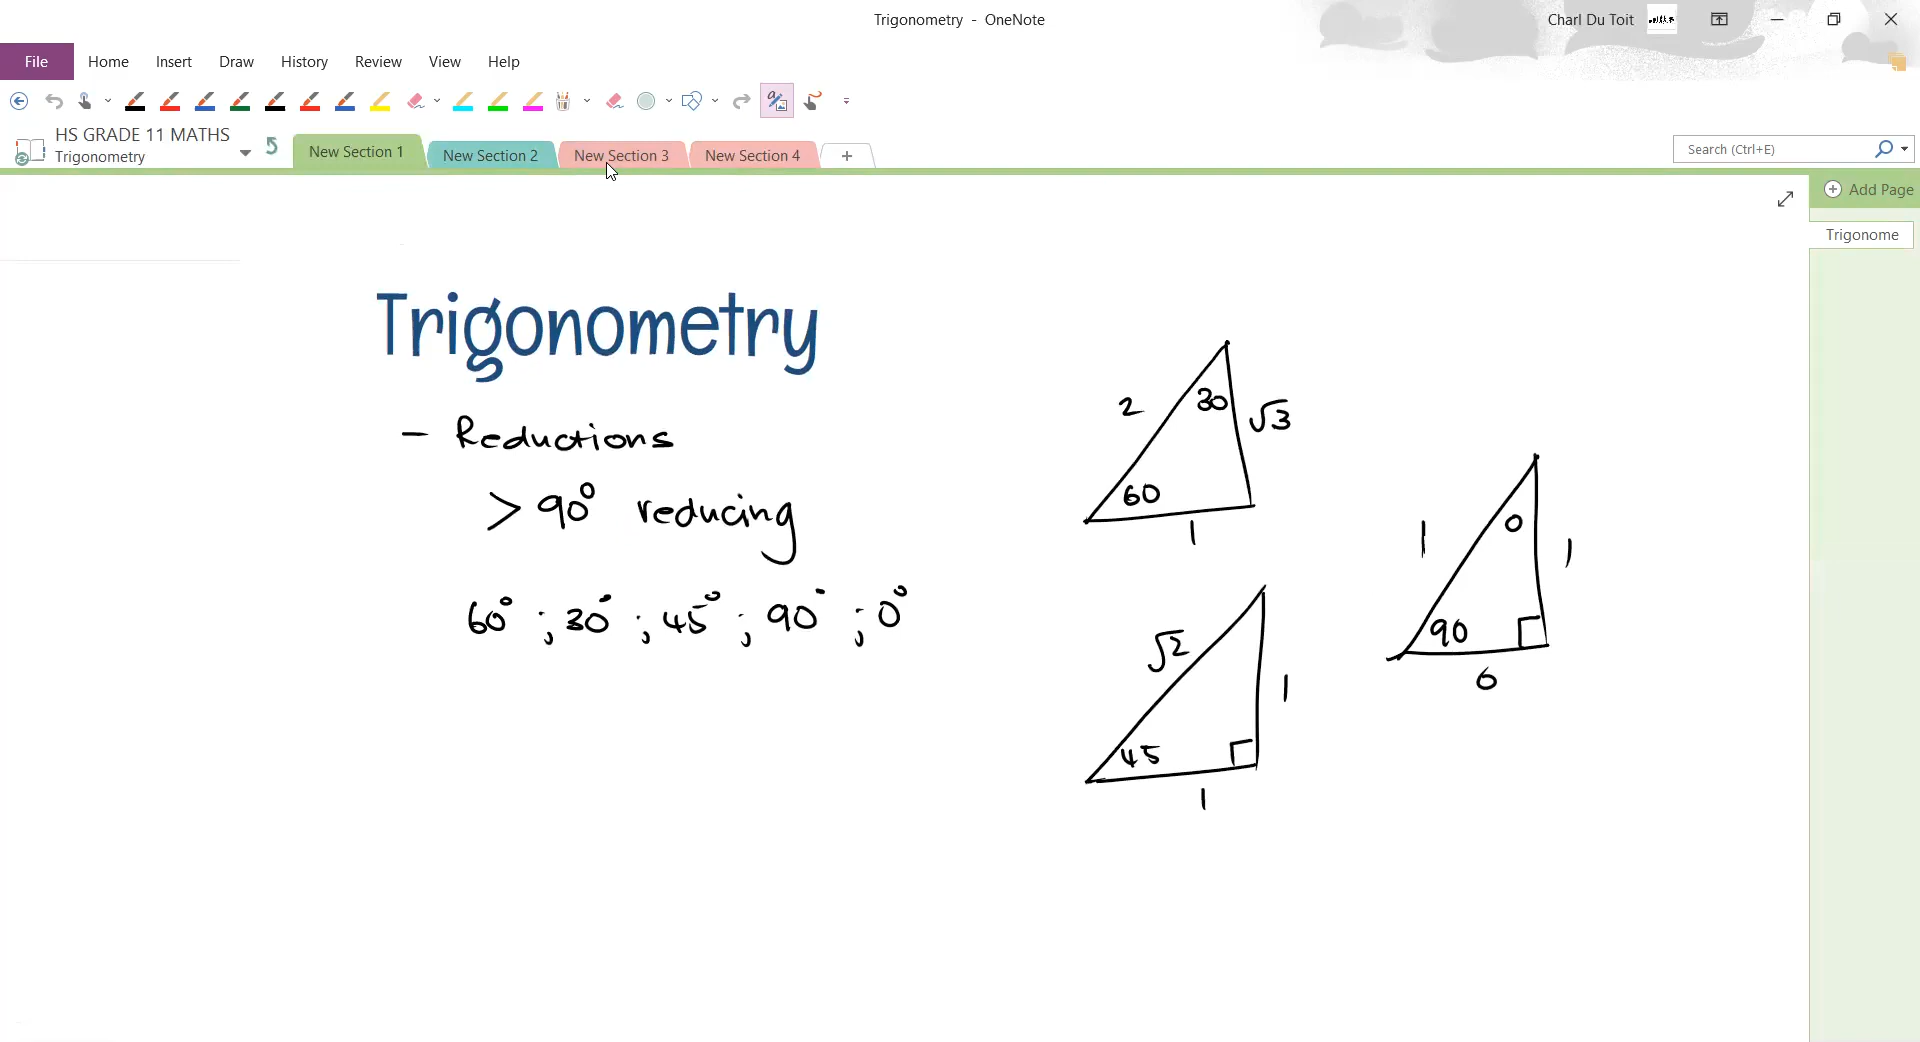 Trigonometry - OneNote
Charl Du Toit
File Home Insert Draw History Review View Help
HS GRADE 11 MATHS
Trigonometry
New Section 1 New Section 2 New Section 3 New Section 4
Search (Ctrl+E)
Add Page
Trigonome
Trigonometry
- Reductions
> 90° reducing
60° ; 30° ; 45° ; 90° ; 0°
2
30
√3
60
1
1
0
1
90
0
√2
1
45
1